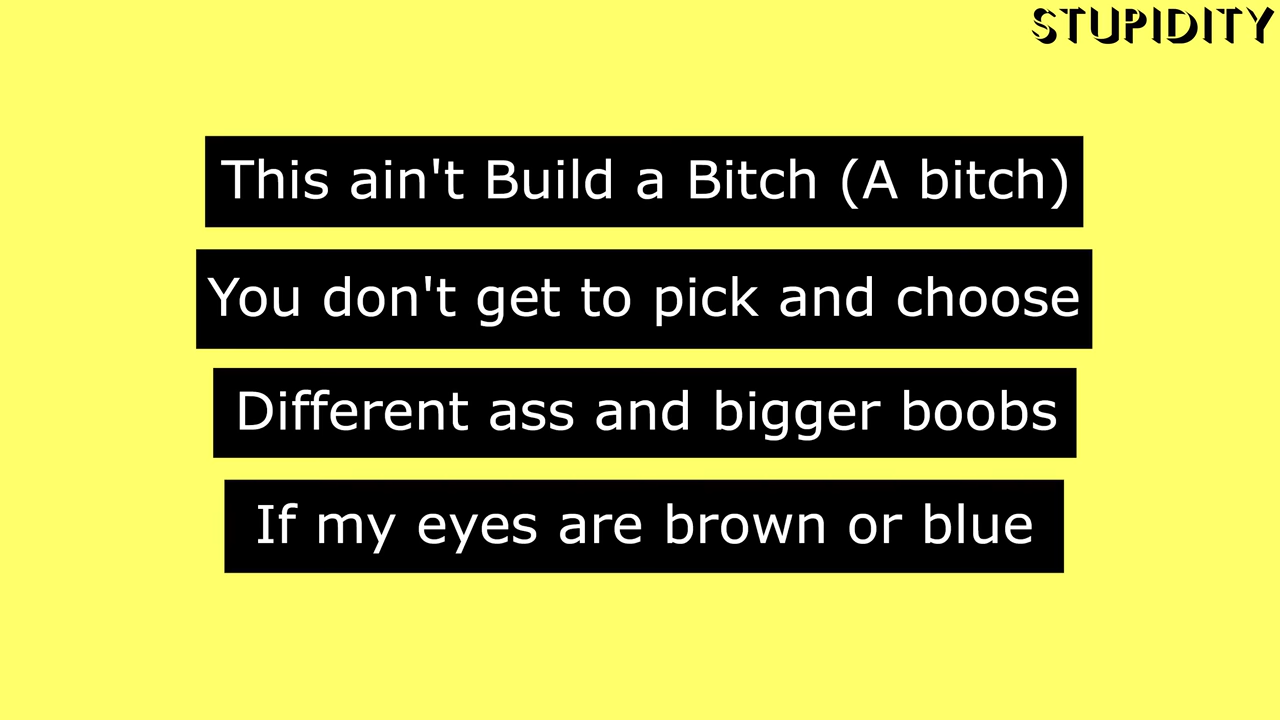 STUPIDITY
This ain't Build a Bitch (A bitch)
You don't get to pick and choose
Different ass and bigger boobs
If my eyes are brown or blue